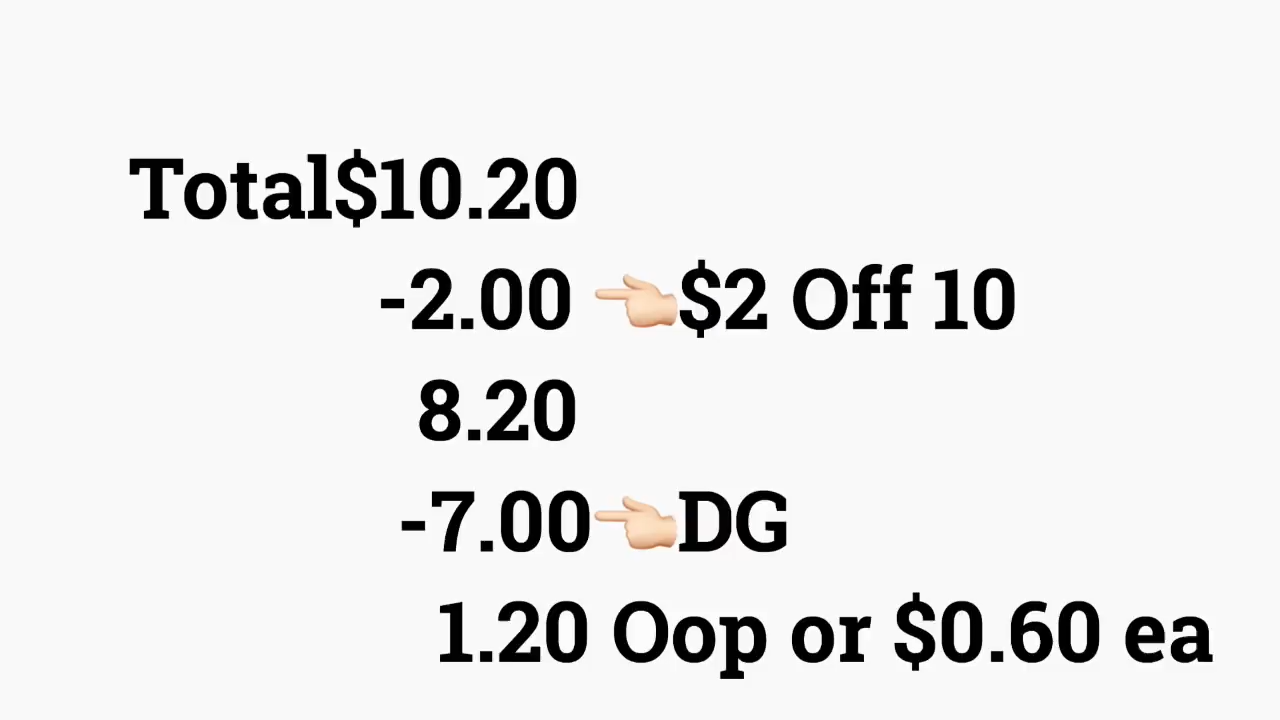 Total$10.20
-2.00 👈🏻$2 Off 10
8.20
-7.00👈🏻DG
1.20 Oop or $0.60 ea